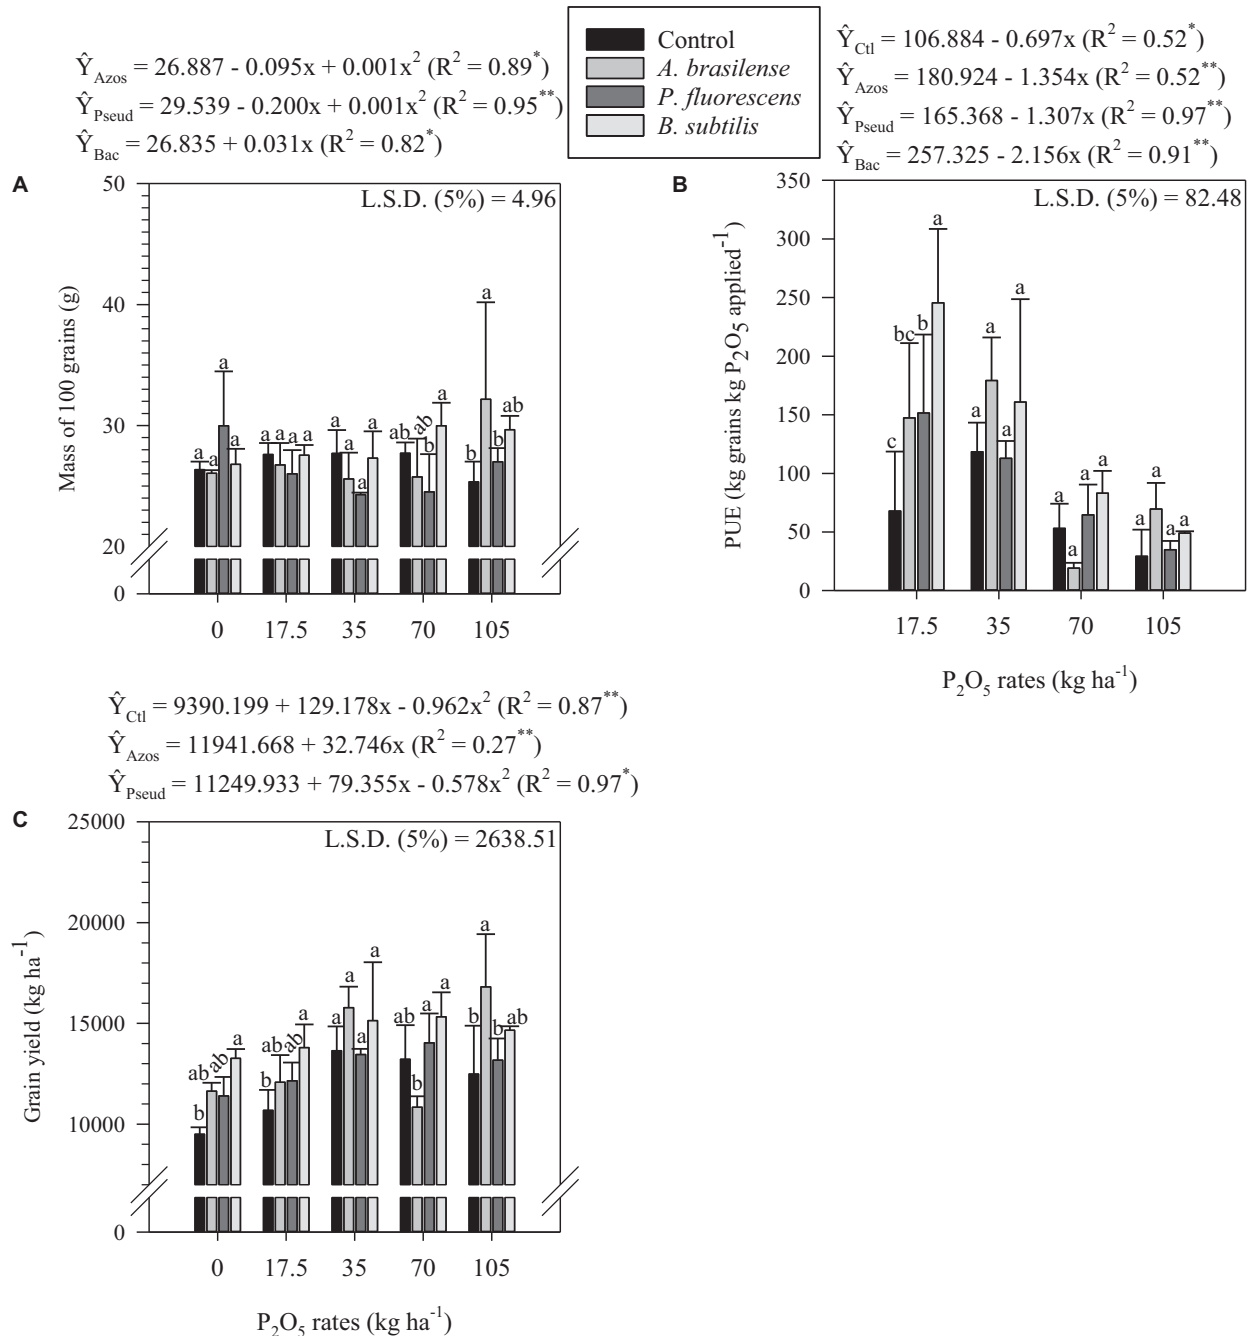 Ŷ_Azos = 26.887 - 0.095x + 0.001x² (R² = 0.89*)
Ŷ_Pseud = 29.539 - 0.200x + 0.001x² (R² = 0.95**)
Ŷ_Bac = 26.835 + 0.031x (R² = 0.82*)
Control
A. brasilense
P. fluorescens
B. subtilis
Ŷ_Ctl = 106.884 - 0.697x (R² = 0.52*)
Ŷ_Azos = 180.924 - 1.354x (R² = 0.52**)
Ŷ_Pseud = 165.368 - 1.307x (R² = 0.97**)
Ŷ_Bac = 257.325 - 2.156x (R² = 0.91**)
A
L.S.D. (5%) = 4.96
Mass of 100 grains (g)
50
40
30
20
0
a a a a
a a a a
a a a a
ab ab b a
b a b ab
0 17.5 35 70 105
B
L.S.D. (5%) = 82.48
PUE (kg grains kg P₂O₅ applied⁻¹)
350
300
250
200
150
100
50
0
c bc b a
a a a a
a a a a
a a a a
17.5 35 70 105
P₂O₅ rates (kg ha⁻¹)
Ŷ_Ctl = 9390.199 + 129.178x - 0.962x² (R² = 0.87**)
Ŷ_Azos = 11941.668 + 32.746x (R² = 0.27**)
Ŷ_Pseud = 11249.933 + 79.355x - 0.578x² (R² = 0.97*)
C
L.S.D. (5%) = 2638.51
Grain yield (kg ha⁻¹)
25000
20000
15000
10000
0
b ab ab a
b ab ab a
a a a a
ab b a a
b a b ab
0 17.5 35 70 105
P₂O₅ rates (kg ha⁻¹)